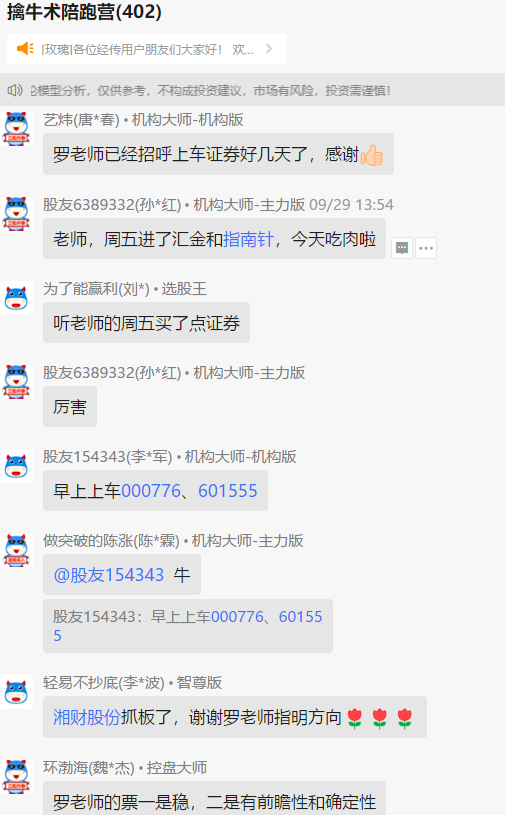 擒牛术陪跑营(402)
[玫瑰]各位经传用户朋友们大家好！ 欢...
论模型分析，仅供参考，不构成投资建议，市场有风险，投资需谨慎！
艺炜(唐*春) • 机构大师-机构版
罗老师已经招呼上车证券好几天了，感谢👍
股友6389332(孙*红) • 机构大师-主力版 09/29 13:54
老师，周五进了汇金和指南针，今天吃肉啦
为了能赢利(刘*) • 选股王
听老师的周五买了点证券
股友6389332(孙*红) • 机构大师-主力版
厉害
股友154343(李*军) • 机构大师-机构版
早上上车000776、601555
做突破的陈涨(陈*霖) • 机构大师-主力版
@股友154343 牛
股友154343：早上上车000776、60155
5
轻易不抄底(李*波) • 智尊版
湘财股份抓板了，谢谢罗老师指明方向🌹🌹🌹
环渤海(魏*杰) • 控盘大师
罗老师的票一是稳，二是有前瞻性和确定性